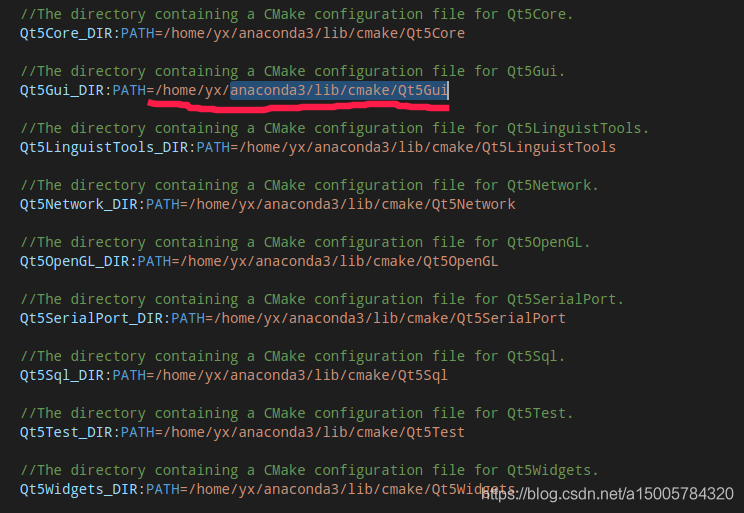 //The directory containing a CMake configuration file for Qt5Core.
Qt5Core_DIR:PATH=/home/yx/anaconda3/lib/cmake/Qt5Core
//The directory containing a CMake configuration file for Qt5Gui.
Qt5Gui_DIR:PATH=/home/yx/anaconda3/lib/cmake/Qt5Gui
//The directory containing a CMake configuration file for Qt5LinguistTools.
Qt5LinguistTools_DIR:PATH=/home/yx/anaconda3/lib/cmake/Qt5LinguistTools
//The directory containing a CMake configuration file for Qt5Network.
Qt5Network_DIR:PATH=/home/yx/anaconda3/lib/cmake/Qt5Network
//The directory containing a CMake configuration file for Qt5OpenGL.
Qt5OpenGL_DIR:PATH=/home/yx/anaconda3/lib/cmake/Qt5OpenGL
//The directory containing a CMake configuration file for Qt5SerialPort.
Qt5SerialPort_DIR:PATH=/home/yx/anaconda3/lib/cmake/Qt5SerialPort
//The directory containing a CMake configuration file for Qt5Sql.
Qt5Sql_DIR:PATH=/home/yx/anaconda3/lib/cmake/Qt5Sql
//The directory containing a CMake configuration file for Qt5Test.
Qt5Test_DIR:PATH=/home/yx/anaconda3/lib/cmake/Qt5Test
//The directory containing a CMake configuration file for Qt5Widgets.
Qt5Widgets_DIR:PATH=/home/yx/anaconda3/lib/cmake/Qt5Widgets
https://blog.csdn.net/a15005784320